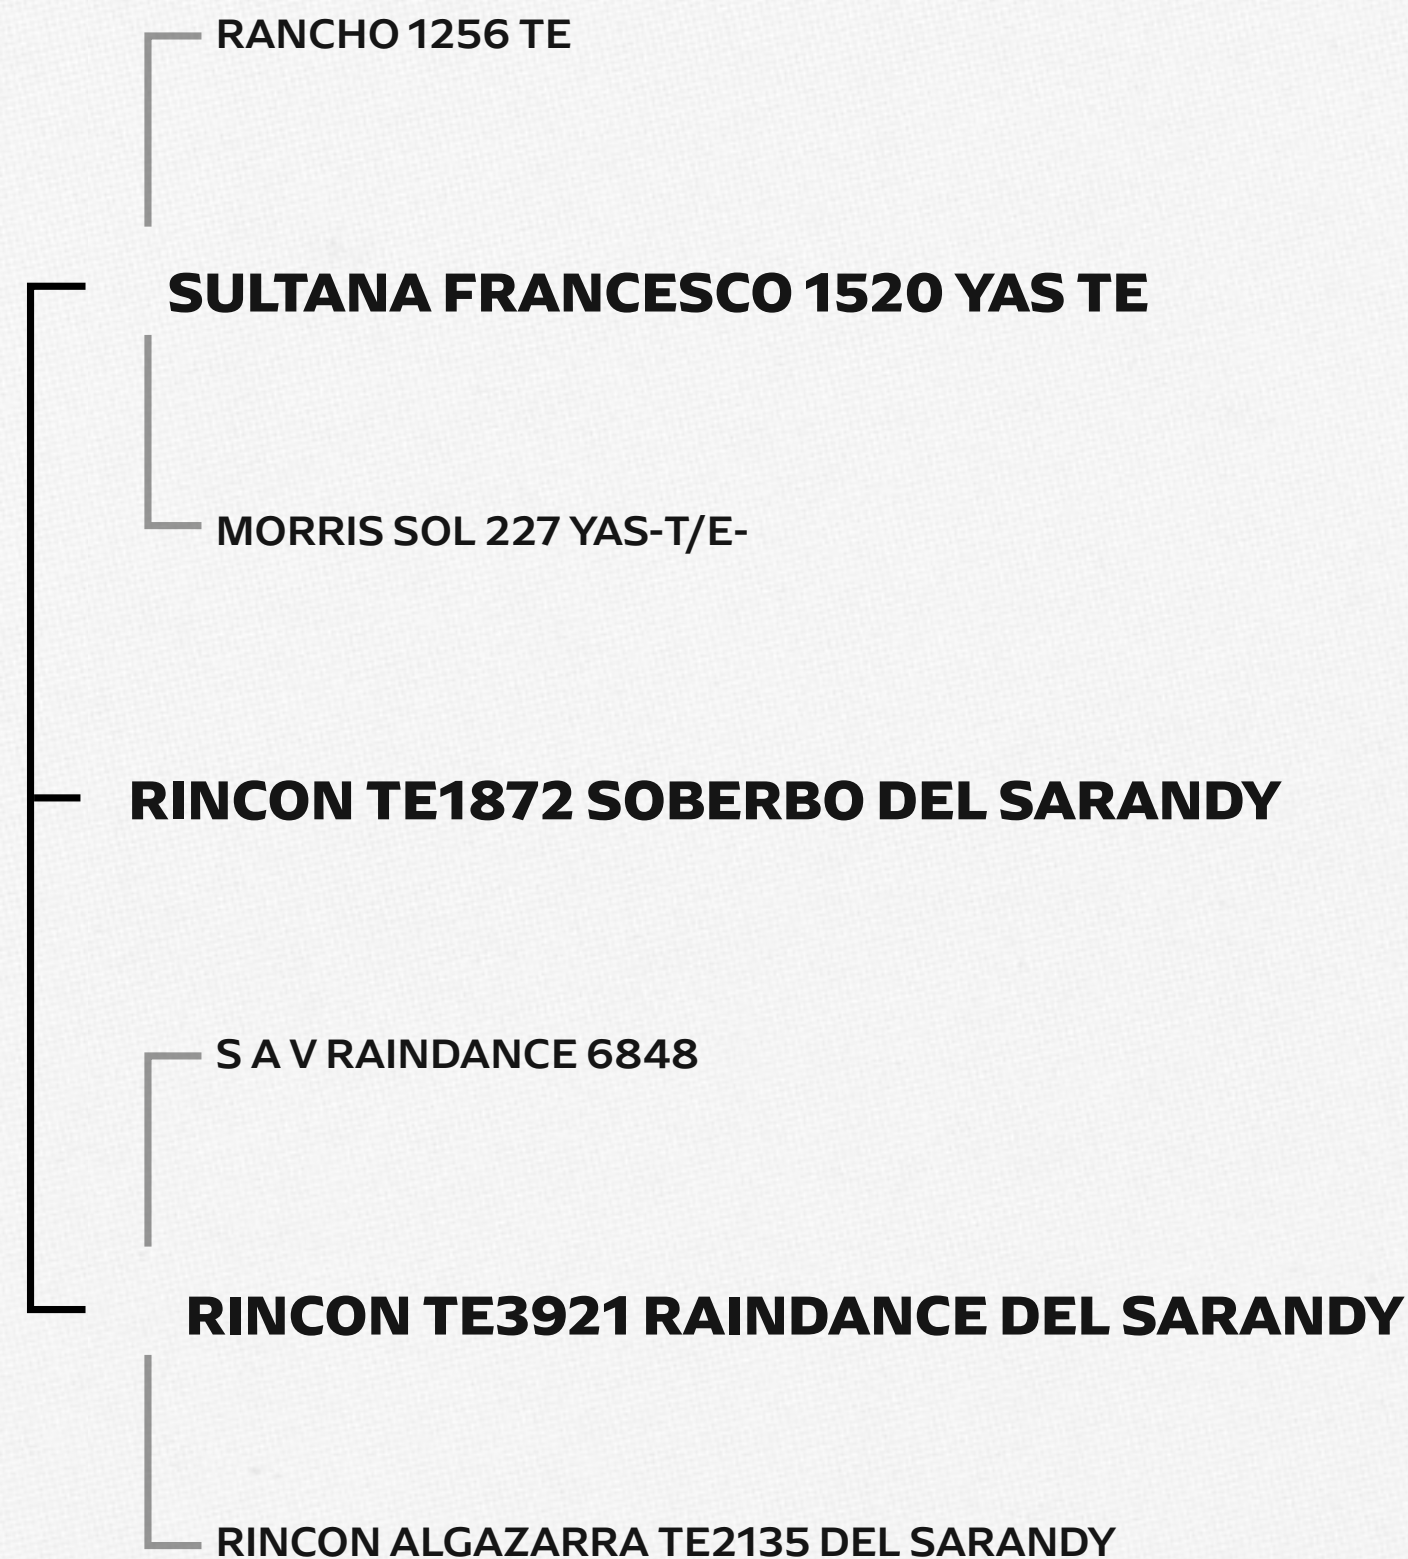 RANCHO 1256 TE
SULTANA FRANCESCO 1520 YAS TE
MORRIS SOL 227 YAS-T/E-
RINCON TE1872 SOBERBO DEL SARANDY
S A V RAINDANCE 6848
RINCON TE3921 RAINDANCE DEL SARANDY
RINCON ALGAZARRA TE2135 DEL SARANDY